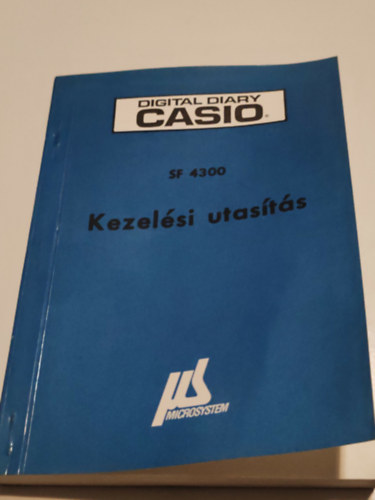 DIGITAL DIARY
CASIO®
SF 4300
Kezelési utasítás
μS
MICROSYSTEM